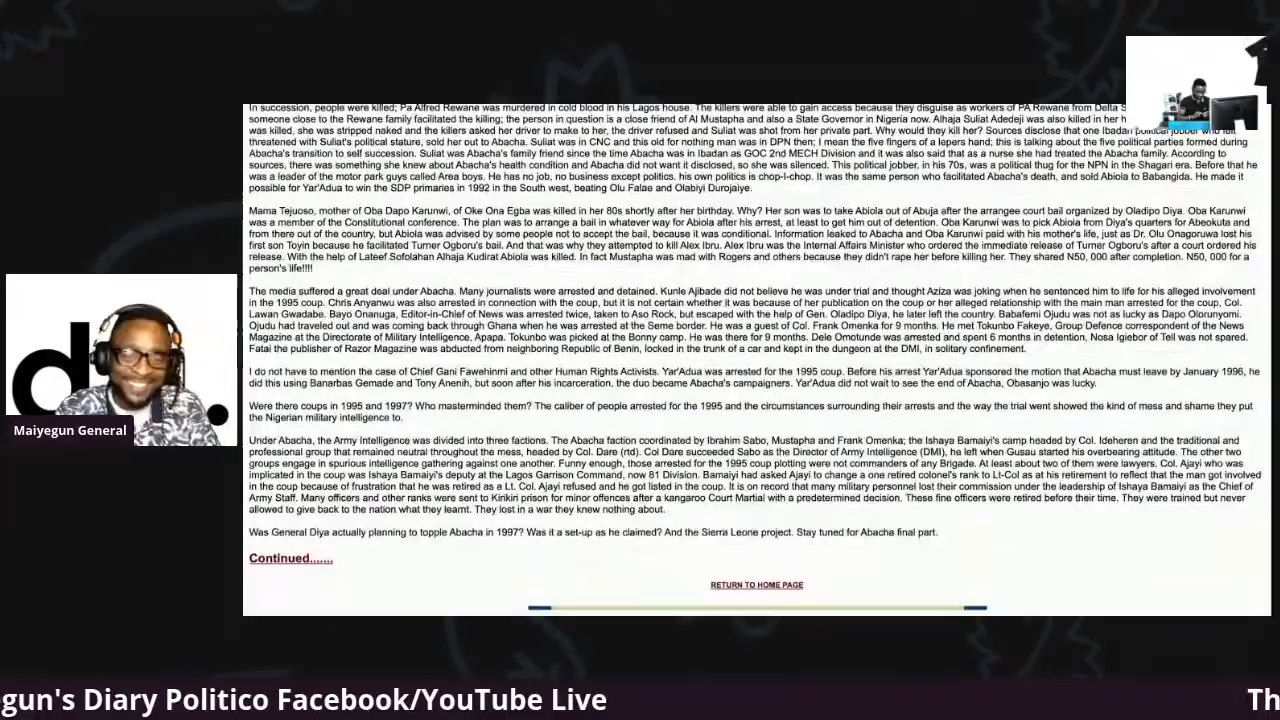 In succession, people were killed; Pa Alfred Rewane was murdered in cold blood in his Lagos house. The killers were able to gain access because they disguise as workers of PA Rewane from Delta S
someone close to the Rewane family facilitated the killing; the person in question is a close friend of Al Mustapha and also a State Governor in Nigeria now. Alhaja Suliat Adedeji was also killed in her h
was killed, she was stripped naked and the killers asked her driver to make to her, the driver refused and Suliat was shot from her private part. Why would they kill her? Sources disclose that one Ibadan political jobber who felt
threatened with Suliat's political stature, sold her out to Abacha. Suliat was in CNC and this old for nothing man was in DPN then; I mean the five fingers of a lepers hand; this is talking about the five political parties formed during
Abacha's transition to self succession. Suliat was Abacha's family friend since the time Abacha was in Ibadan as GOC 2ND MECH Division and it was also said that as a nurse she had treated the Abacha family. According to
sources, there was something she knew about Abacha's health condition and Abacha did not want it disclosed, so she was silenced. This political jobber, in his 70s, was a political thug for the NPN in the Shagari era. Before that he
was a leader of the motor park guys called Area boys. He has no job, no business except politics. his own politics is chop-I-chop. It was the same person who facilitated Abacha's death, and sold Abiola to Babangida. He made it
possible for Yar'Adua to win the SDP primaries in 1992 in the South west, beating Olu Falae and Olabiyi Durojaiye.
Mama Tejuoso, mother of Oba Dapo Karunwi, of Oke Ona Egba was killed in her 80s shortly after her birthday. Why? Her son was to take Abiola out of Abuja after the arrangee court bail organized by Oladipo Diya. Oba Karunwi
was a member of the Constitutional conference. The plan was to arrange a bail in whatever way for Abiola after his arrest, at least to get him out of detention. Oba Karunwi was to pick Abiola from Diya's quarters for Abeokuta and
from there out of the country, but Abiola was advised by some people not to accept the bail, because it was conditional. Information leaked to Abacha and Oba Karunwi paid with his mother's life, just as Dr. Olu Onagoruwa lost his
first son Toyin because he facilitated Turner Ogboru's bail. And that was why they attempted to kill Alex Ibru. Alex Ibru was the Internal Affairs Minister who ordered the immediate release of Turner Ogboru's after a court ordered his
release. With the help of Lateef Sofolahan Alhaja Kudirat Abiola was killed. In fact Mustapha was mad with Rogers and others because they didn't rape her before killing her. They shared N50, 000 after completion. N50, 000 for a
person's life!!!!
The media suffered a great deal under Abacha. Many journalists were arrested and detained. Kunle Ajibade did not believe he was under trial and thought Aziza was joking when he sentenced him to life for his alleged involvement
in the 1995 coup. Chris Anyanwu was also arrested in connection with the coup, but it is not certain whether it was because of her publication on the coup or her alleged relationship with the main man arrested for the coup, Col.
Lawan Gwadabe. Bayo Onanuga, Editor-in-Chief of News was arrested twice, taken to Aso Rock, but escaped with the help of Gen. Oladipo Diya, he later left the country. Babafemi Ojudu was not as lucky as Dapo Olorunyomi.
Ojudu had traveled out and was coming back through Ghana when he was arrested at the Seme border. He was a guest of Col. Frank Omenka for 9 months. He met Tokunbo Fakeye, Group Defence correspondent of the News
Magazine at the Directorate of Military Intelligence, Apapa. Tokunbo was picked at the Bonny camp. He was there for 9 months. Dele Omotunde was arrested and spent 6 months in detention, Nosa Igiebor of Tell was not spared.
Fatai the publisher of Razor Magazine was abducted from neighboring Republic of Benin, locked in the trunk of a car and kept in the dungeon at the DMI, in solitary confinement.
I do not have to mention the case of Chief Gani Fawehinmi and other Human Rights Activists. Yar'Adua was arrested for the 1995 coup. Before his arrest Yar'Adua sponsored the motion that Abacha must leave by January 1996, he
did this using Banarbas Gemade and Tony Anenih, but soon after his incarceration, the duo became Abacha's campaigners. Yar'Adua did not wait to see the end of Abacha, Obasanjo was lucky.
Were there coups in 1995 and 1997? Who masterminded them? The caliber of people arrested for the 1995 and the circumstances surrounding their arrests and the way the trial went showed the kind of mess and shame they put
the Nigerian military intelligence to.
Under Abacha, the Army intelligence was divided into three factions. The Abacha faction coordinated by Ibrahim Sabo, Mustapha and Frank Omenka; the Ishaya Bamaiyi's camp headed by Col. Ideheren and the traditional and
professional group that remained neutral throughout the mess, headed by Col. Dare (rtd). Col Dare succeeded Sabo as the Director of Army Intelligence (DMI), he left when Gusau started his overbearing attitude. The other two
groups engage in spurious intelligence gathering against one another. Funny enough, those arrested for the 1995 coup plotting were not commanders of any Brigade. At least about two of them were lawyers. Col. Ajayi who was
implicated in the coup was Ishaya Bamaiyi's deputy at the Lagos Garrison Command, now 81 Division. Bamaiyi had asked Ajayi to change a one retired colonel's rank to Lt-Col as at his retirement to reflect that the man got involved
in the coup because of frustration that he was retired as a Lt. Col. Ajayi refused and he got listed in the coup. It is on record that many military personnel lost their commission under the leadership of Ishaya Bamaiyi as the Chief of
Army Staff. Many officers and other ranks were sent to Kirikiri prison for minor offences after a kangaroo Court Martial with a predetermined decision. These fine officers were retired before their time. They were trained but never
allowed to give back to the nation what they learnt. They lost in a war they knew nothing about.
Was General Diya actually planning to topple Abacha in 1997? Was it a set-up as he claimed? And the Sierra Leone project. Stay tuned for Abacha final part.
Continued.......
RETURN TO HOME PAGE
d.
Maiyegun General
gun's Diary Politico Facebook/YouTube Live
Th